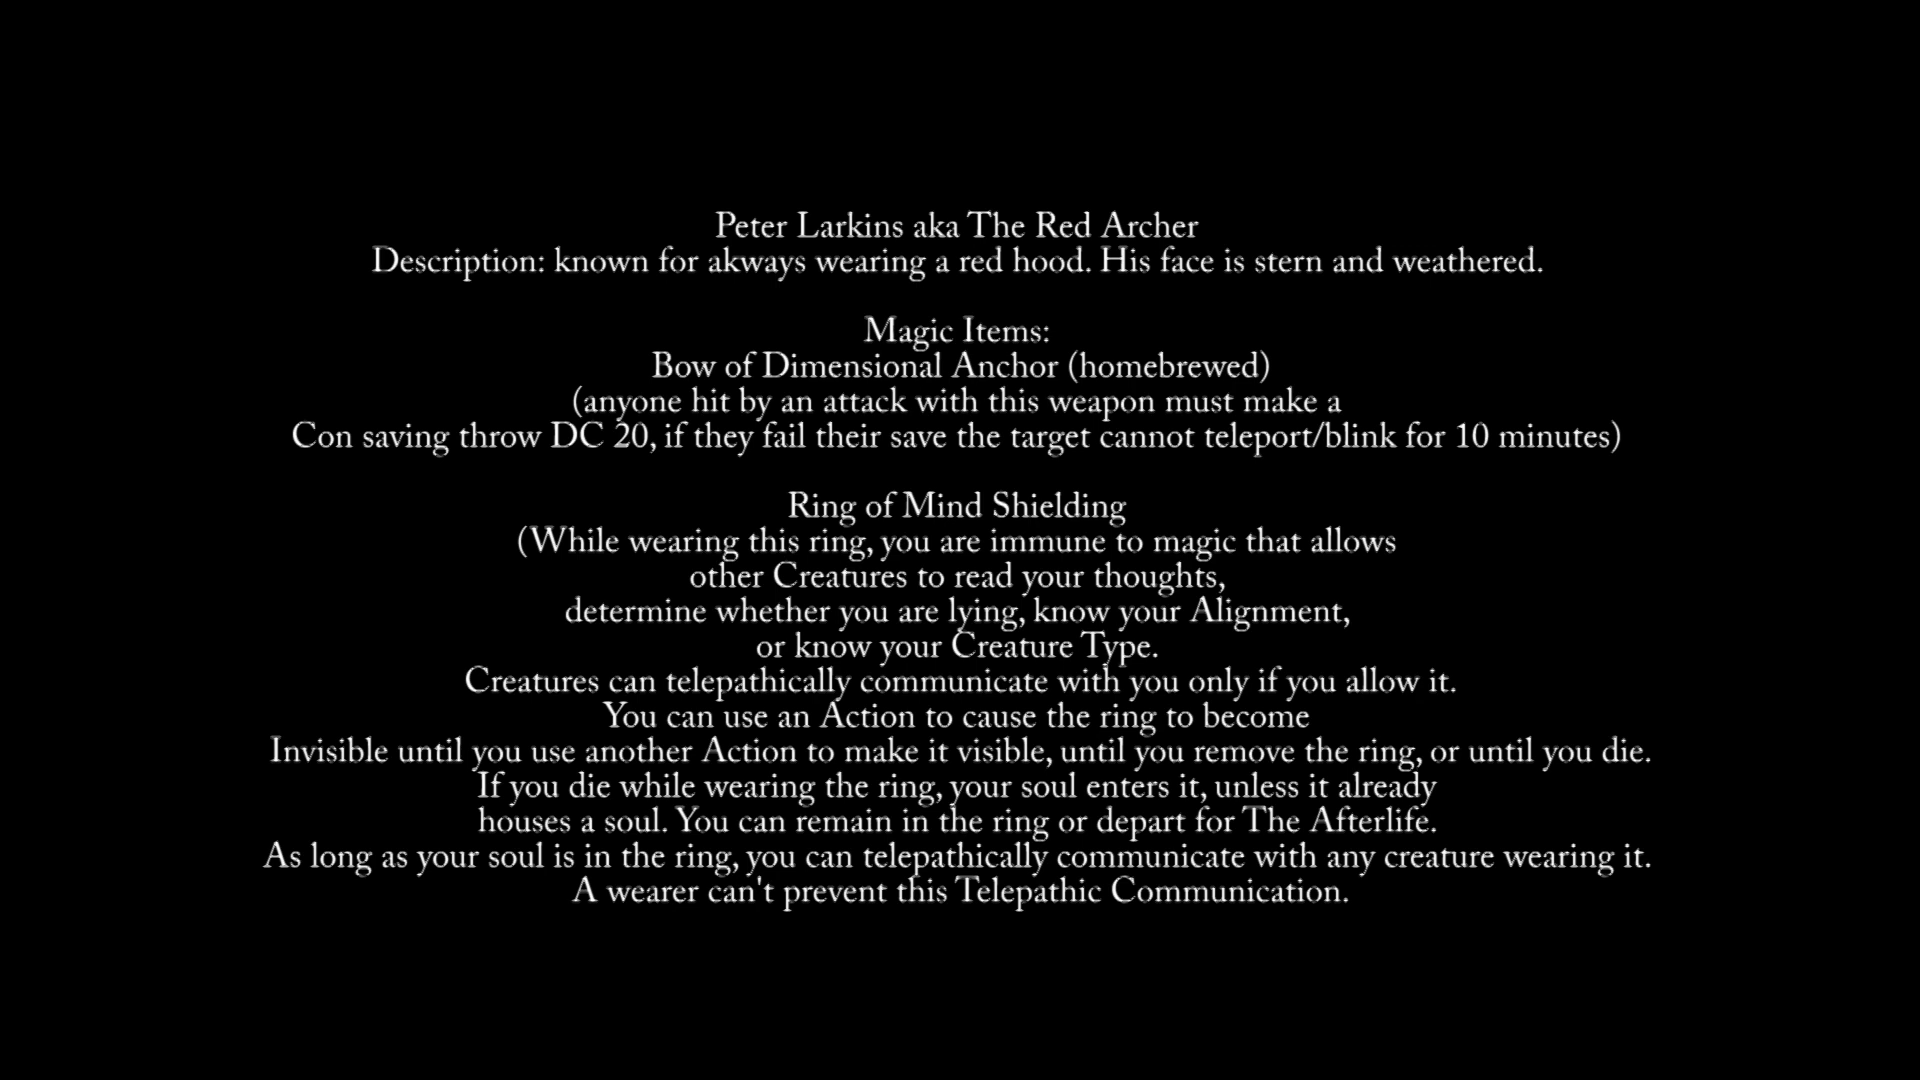 Peter Larkins aka The Red Archer
Description: known for akways wearing a red hood. His face is stern and weathered.
Magic Items:
Bow of Dimensional Anchor (homebrewed)
(anyone hit by an attack with this weapon must make a
Con saving throw DC 20, if they fail their save the target cannot teleport/blink for 10 minutes)
Ring of Mind Shielding
(While wearing this ring, you are immune to magic that allows
other Creatures to read your thoughts,
determine whether you are lying, know your Alignment,
or know your Creature Type.
Creatures can telepathically communicate with you only if you allow it.
You can use an Action to cause the ring to become
Invisible until you use another Action to make it visible, until you remove the ring, or until you die.
If you die while wearing the ring, your soul enters it, unless it already
houses a soul. You can remain in the ring or depart for The Afterlife.
As long as your soul is in the ring, you can telepathically communicate with any creature wearing it.
A wearer can't prevent this Telepathic Communication.